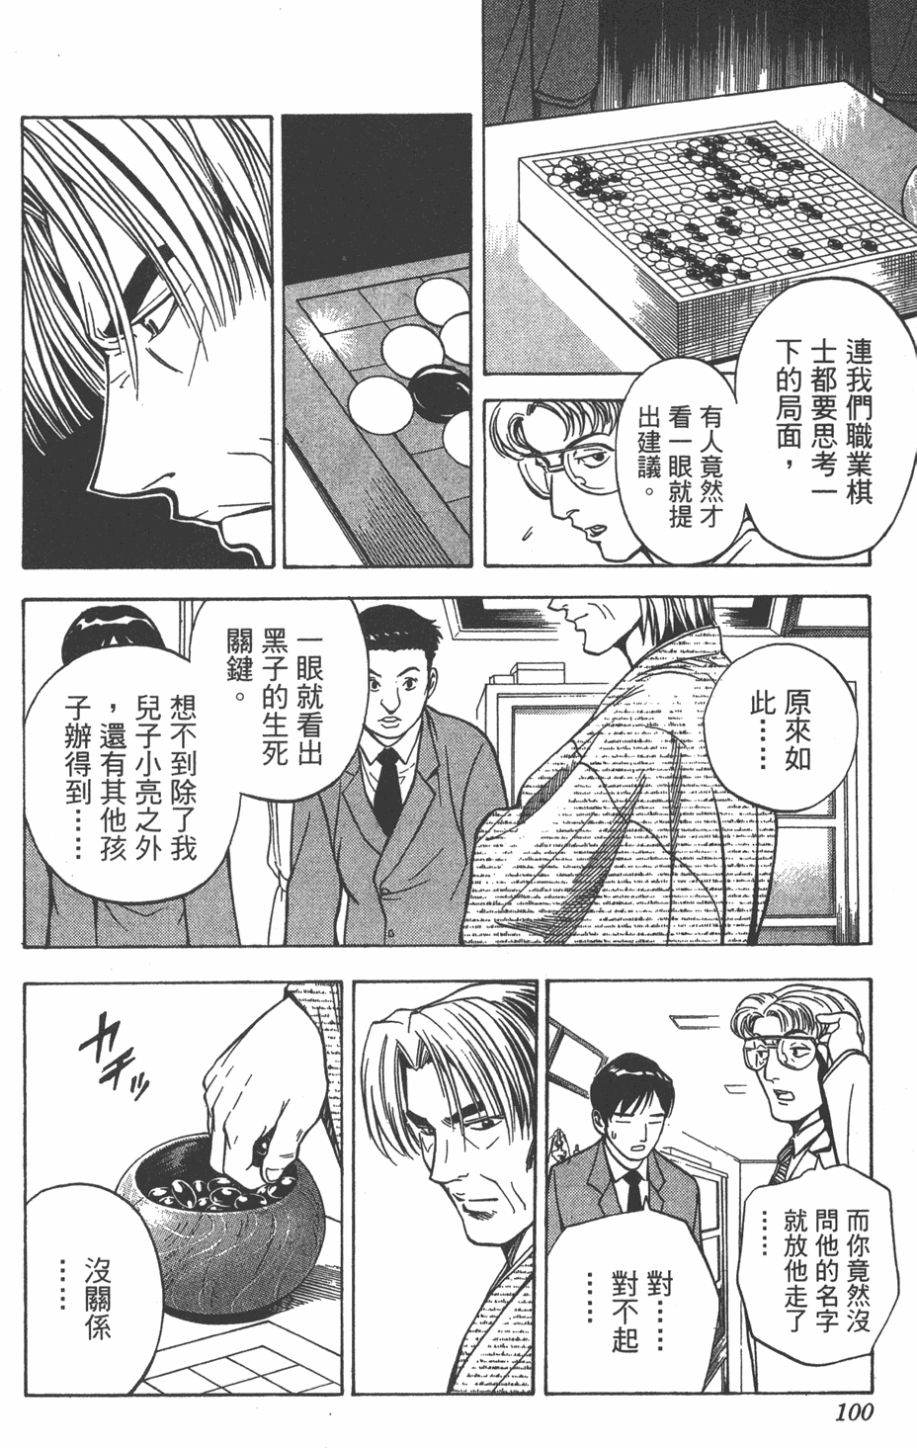 連我們職業棋
士都要思考一
下的局面，
有人竟然才
看一眼就提
出建議。
原來如
此……
一眼就看出
黑子的生死
關鍵。
想不到除了我
兒子小亮之外
，還有其他孩
子辦得到……
而你竟然沒
問他的名字
就放他走了
……
對……
對不起
……
カチッ
沒關係
……
100